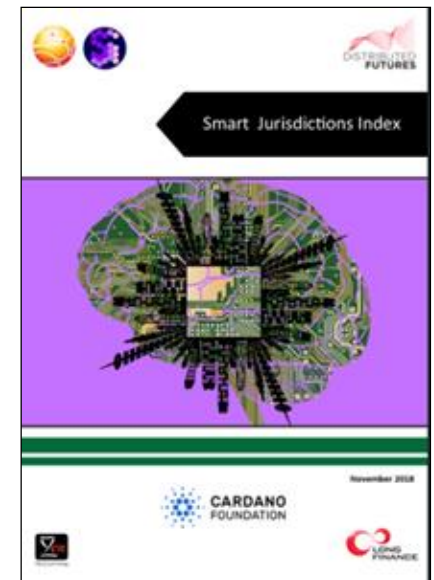 DISTRIBUTED
FUTURES
Smart Jurisdictions Index
November 2018
CARDANO
FOUNDATION
LONG
FINANCE